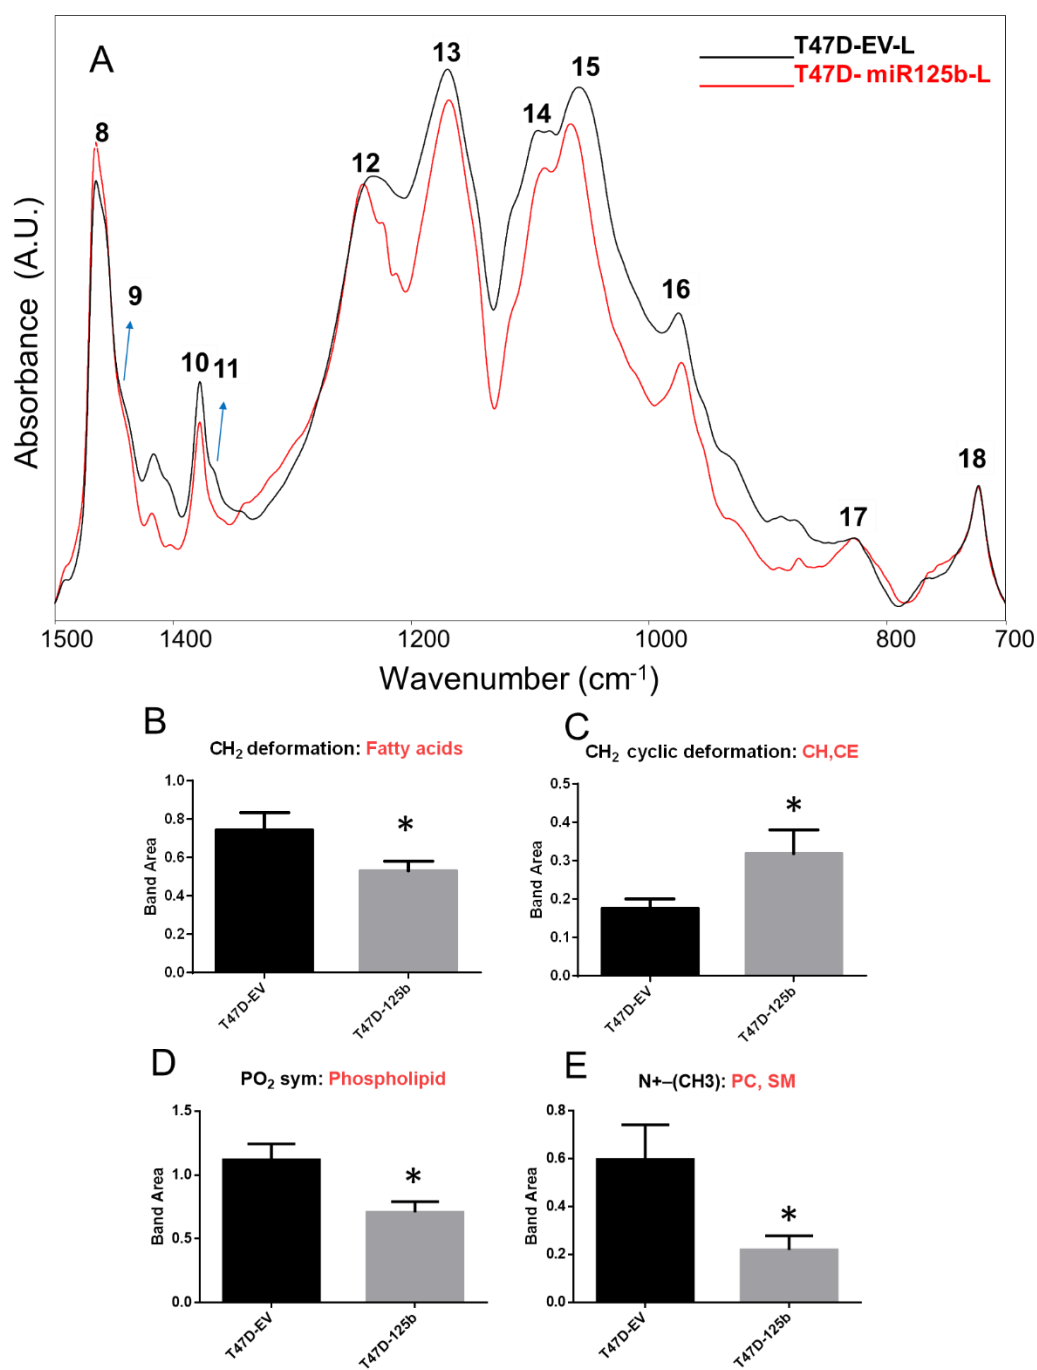 A
T47D-EV-L
T47D- miR125b-L
8
9
10
11
12
13
14
15
16
17
18
Absorbance (A.U.)
1500
1400
1200
1000
800
700
Wavenumber (cm-1)
B
CH2 deformation: Fatty acids
Band Area
1.0
0.8
0.6
0.4
0.2
0.0
*
T47D-EV
T47D-125b
C
CH2 cyclic deformation: CH,CE
Band Area
0.5
0.4
0.3
0.2
0.1
0.0
*
T47D-EV
T47D-125b
D
PO2 sym: Phospholipid
Band Area
1.5
1.0
0.5
0.0
*
T47D-EV
T47D-125b
E
N+–(CH3): PC, SM
Band Area
0.8
0.6
0.4
0.2
0.0
*
T47D-EV
T47D-125b